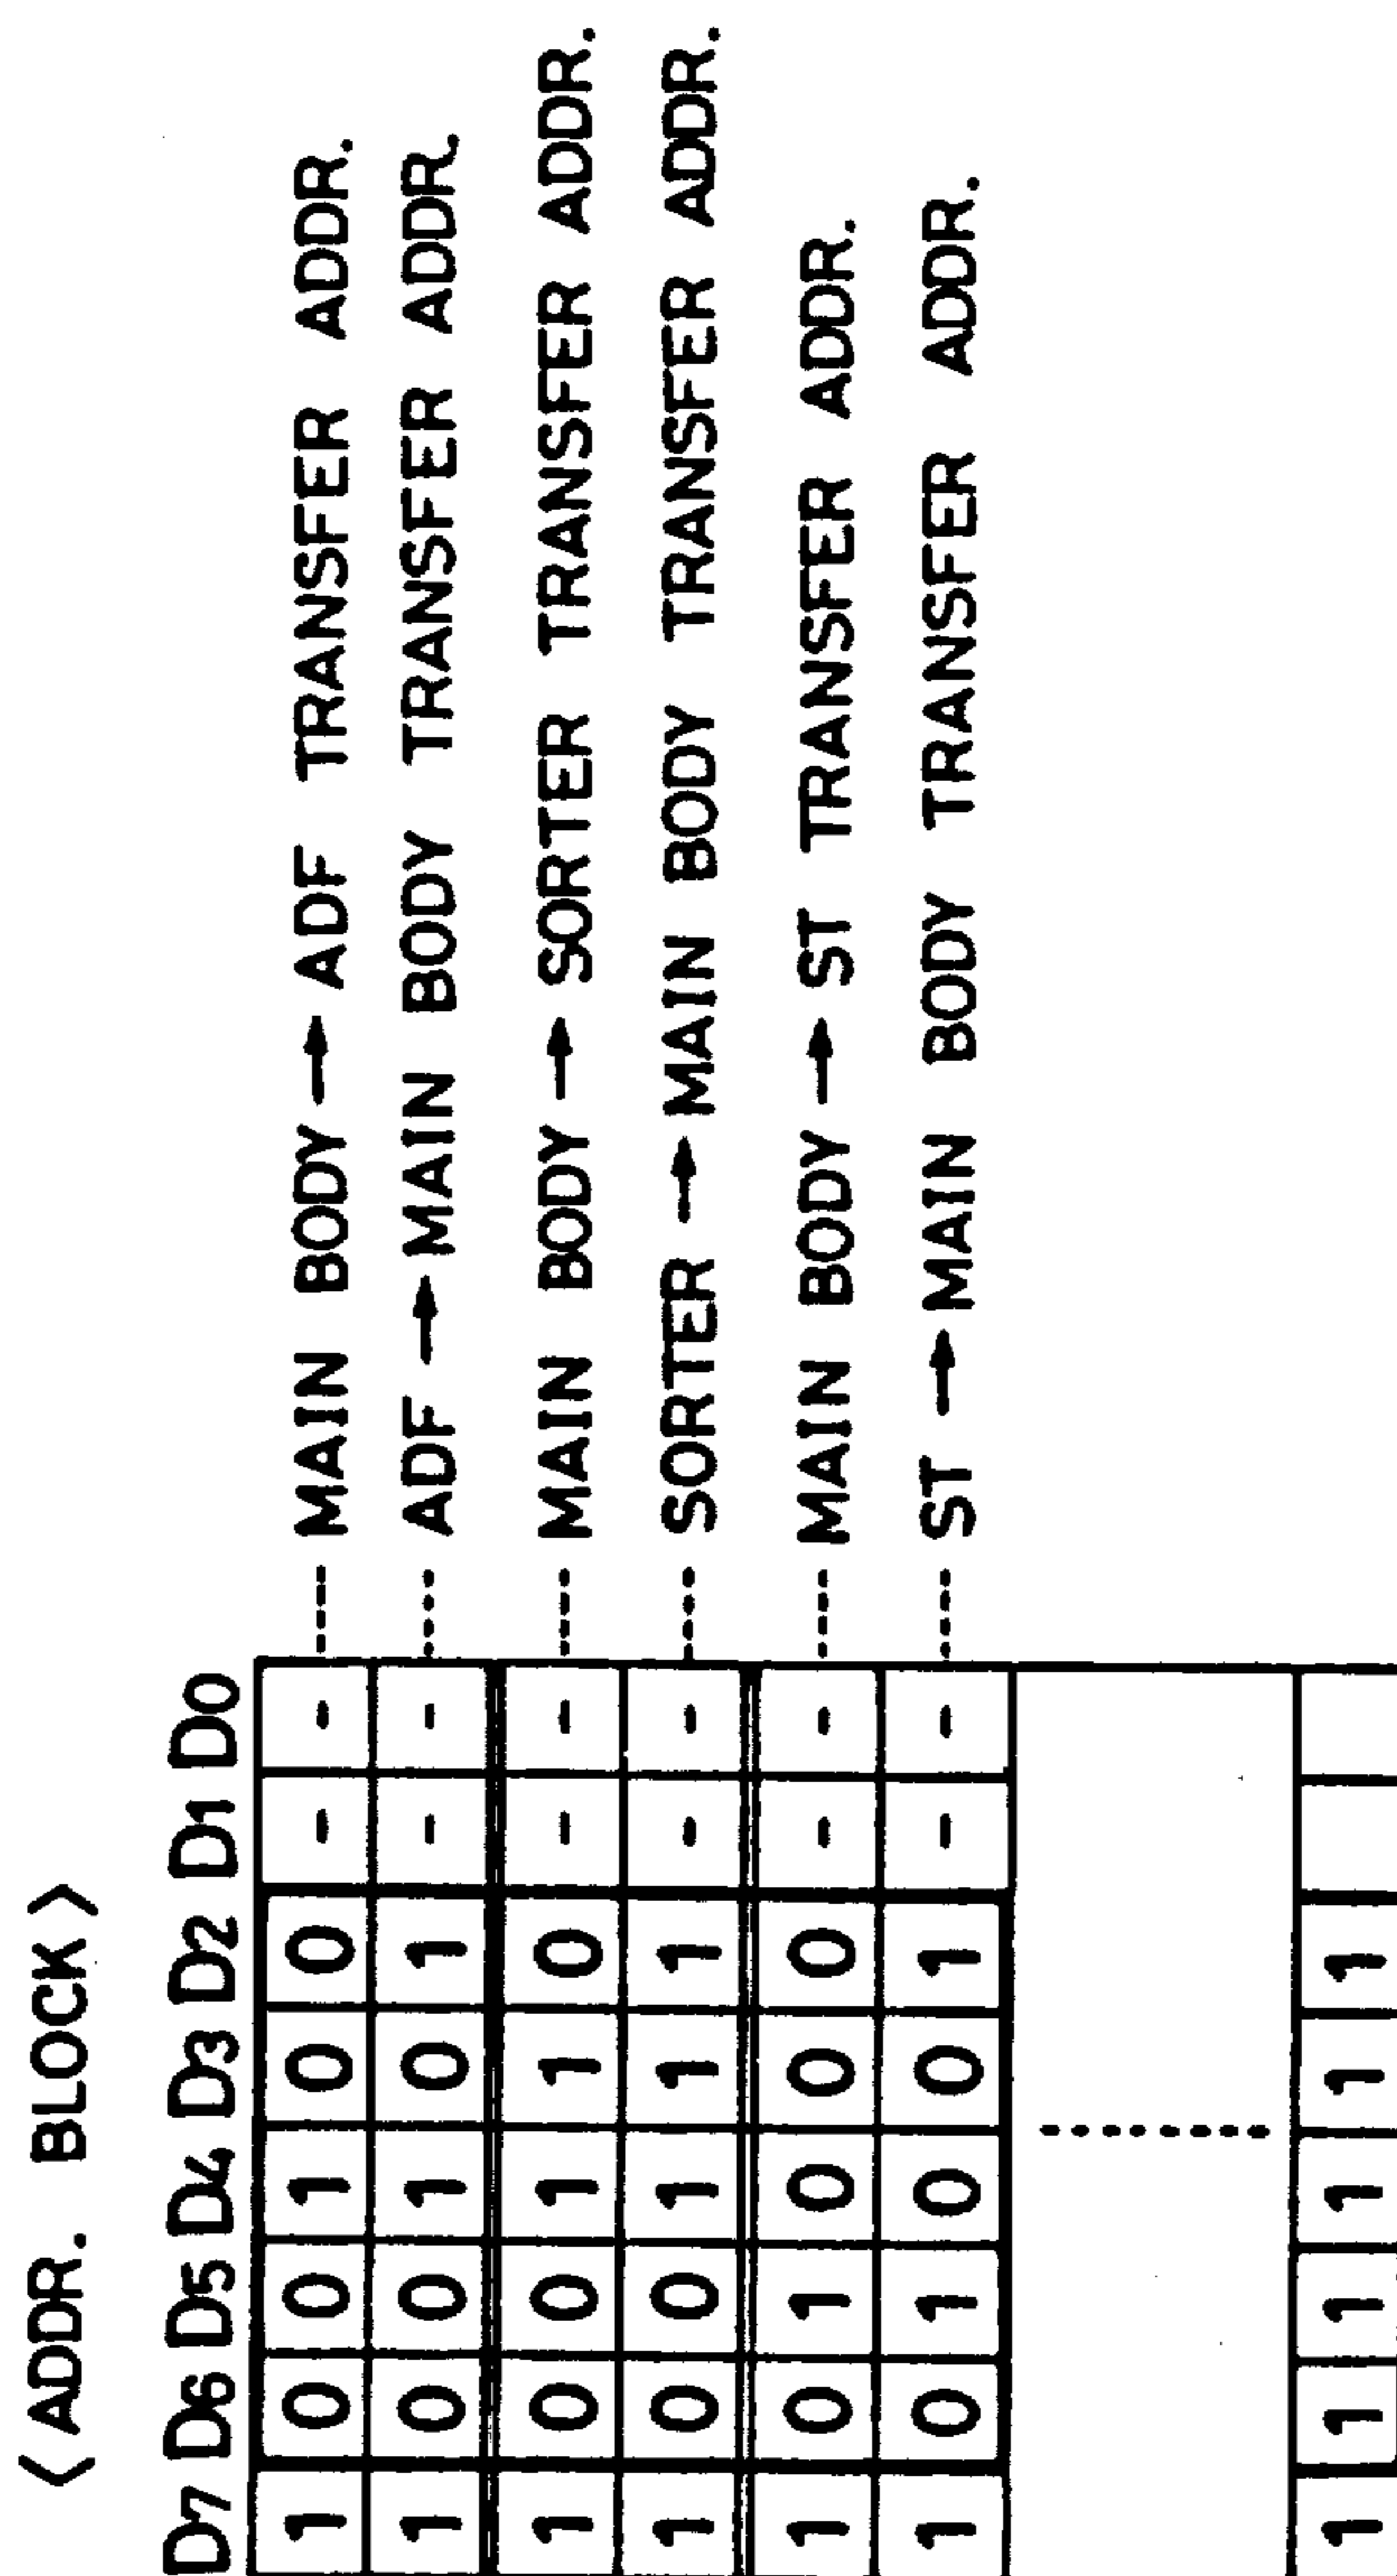 〈ADDR. BLOCK〉
D7 D6 D5 D4 D3 D2 D1 D0
1 0 0 1 0 0 - - ----- MAIN BODY → ADF TRANSFER ADDR.
1 0 0 1 0 1 - - ----- ADF → MAIN BODY TRANSFER ADDR.
1 0 0 1 1 0 - - ----- MAIN BODY → SORTER TRANSFER ADDR.
1 0 0 1 1 1 - - ----- SORTER → MAIN BODY TRANSFER ADDR.
1 0 1 0 0 0 - - ----- MAIN BODY → ST TRANSFER ADDR.
1 0 1 0 0 1 - - ----- ST → MAIN BODY TRANSFER ADDR.
1 1 1 1 1 1